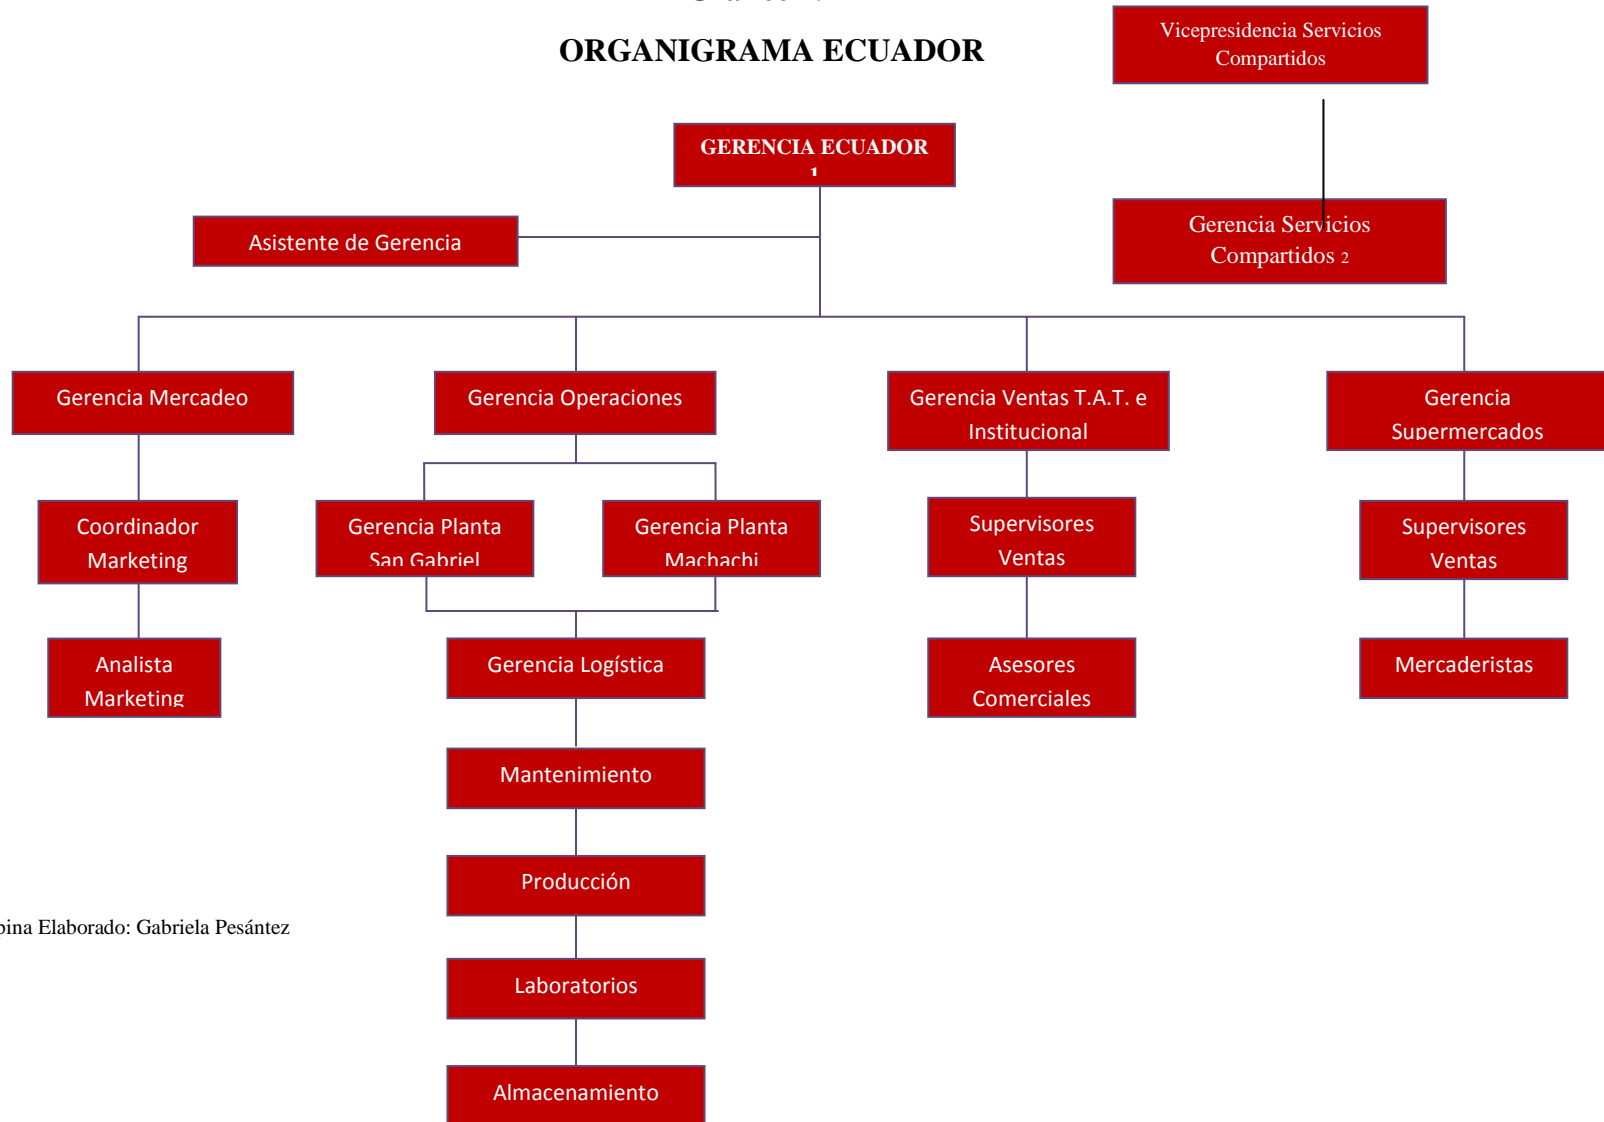 ORGANIGRAMA ECUADOR
Vicepresidencia Servicios
Compartidos
GERENCIA ECUADOR
1
Gerencia Servicios
Compartidos 2
Asistente de Gerencia
Gerencia Mercadeo
Gerencia Operaciones
Gerencia Ventas T.A.T. e
Institucional
Gerencia
Supermercados
Coordinador
Marketing
Gerencia Planta
San Gabriel
Gerencia Planta
Machachi
Supervisores
Ventas
Supervisores
Ventas
Analista
Marketing
Gerencia Logística
Asesores
Comerciales
Mercaderistas
Mantenimiento
Producción
pina Elaborado: Gabriela Pesántez
Laboratorios
Almacenamiento